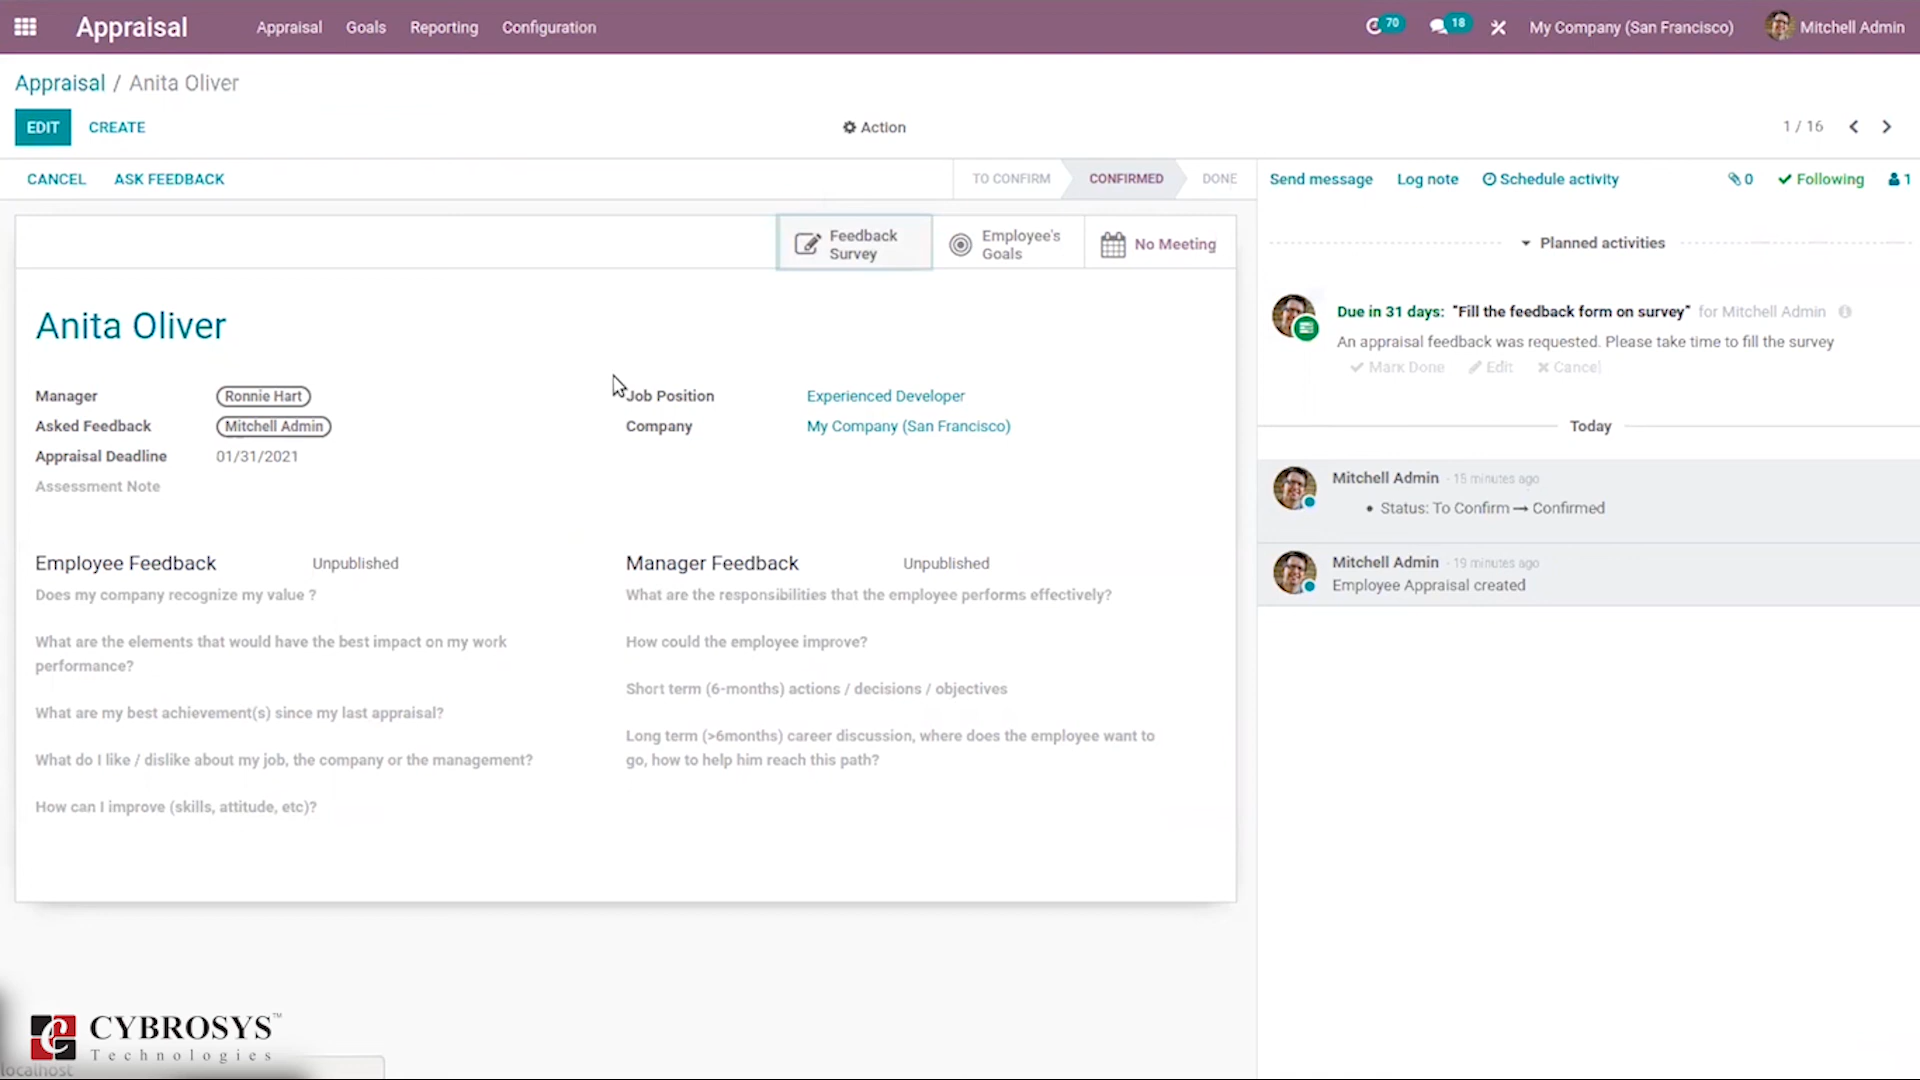 Appraisal
Appraisal Goals Reporting Configuration
70 18 My Company (San Francisco) Mitchell Admin
Appraisal / Anita Oliver
EDIT CREATE
Action
1 / 16
CANCEL ASK FEEDBACK
TO CONFIRM CONFIRMED DONE
Send message Log note Schedule activity
0 Following 1
Feedback
Survey
Employee's
Goals
No Meeting
Anita Oliver
Manager Ronnie Hart
Asked Feedback Mitchell Admin
Appraisal Deadline 01/31/2021
Assessment Note
Job Position Experienced Developer
Company My Company (San Francisco)
Employee Feedback Unpublished
Does my company recognize my value ?
What are the elements that would have the best impact on my work
performance?
What are my best achievement(s) since my last appraisal?
What do I like / dislike about my job, the company or the management?
How can I improve (skills, attitude, etc)?
Manager Feedback Unpublished
What are the responsibilities that the employee performs effectively?
How could the employee improve?
Short term (6-months) actions / decisions / objectives
Long term (>6months) career discussion, where does the employee want to
go, how to help him reach this path?
Planned activities
Due in 31 days: "Fill the feedback form on survey" for Mitchell Admin
An appraisal feedback was requested. Please take time to fill the survey
Mark Done Edit Cancel
Today
Mitchell Admin - 15 minutes ago
• Status: To Confirm → Confirmed
Mitchell Admin - 19 minutes ago
Employee Appraisal created
CYBROSYS™
Technologies
localhost